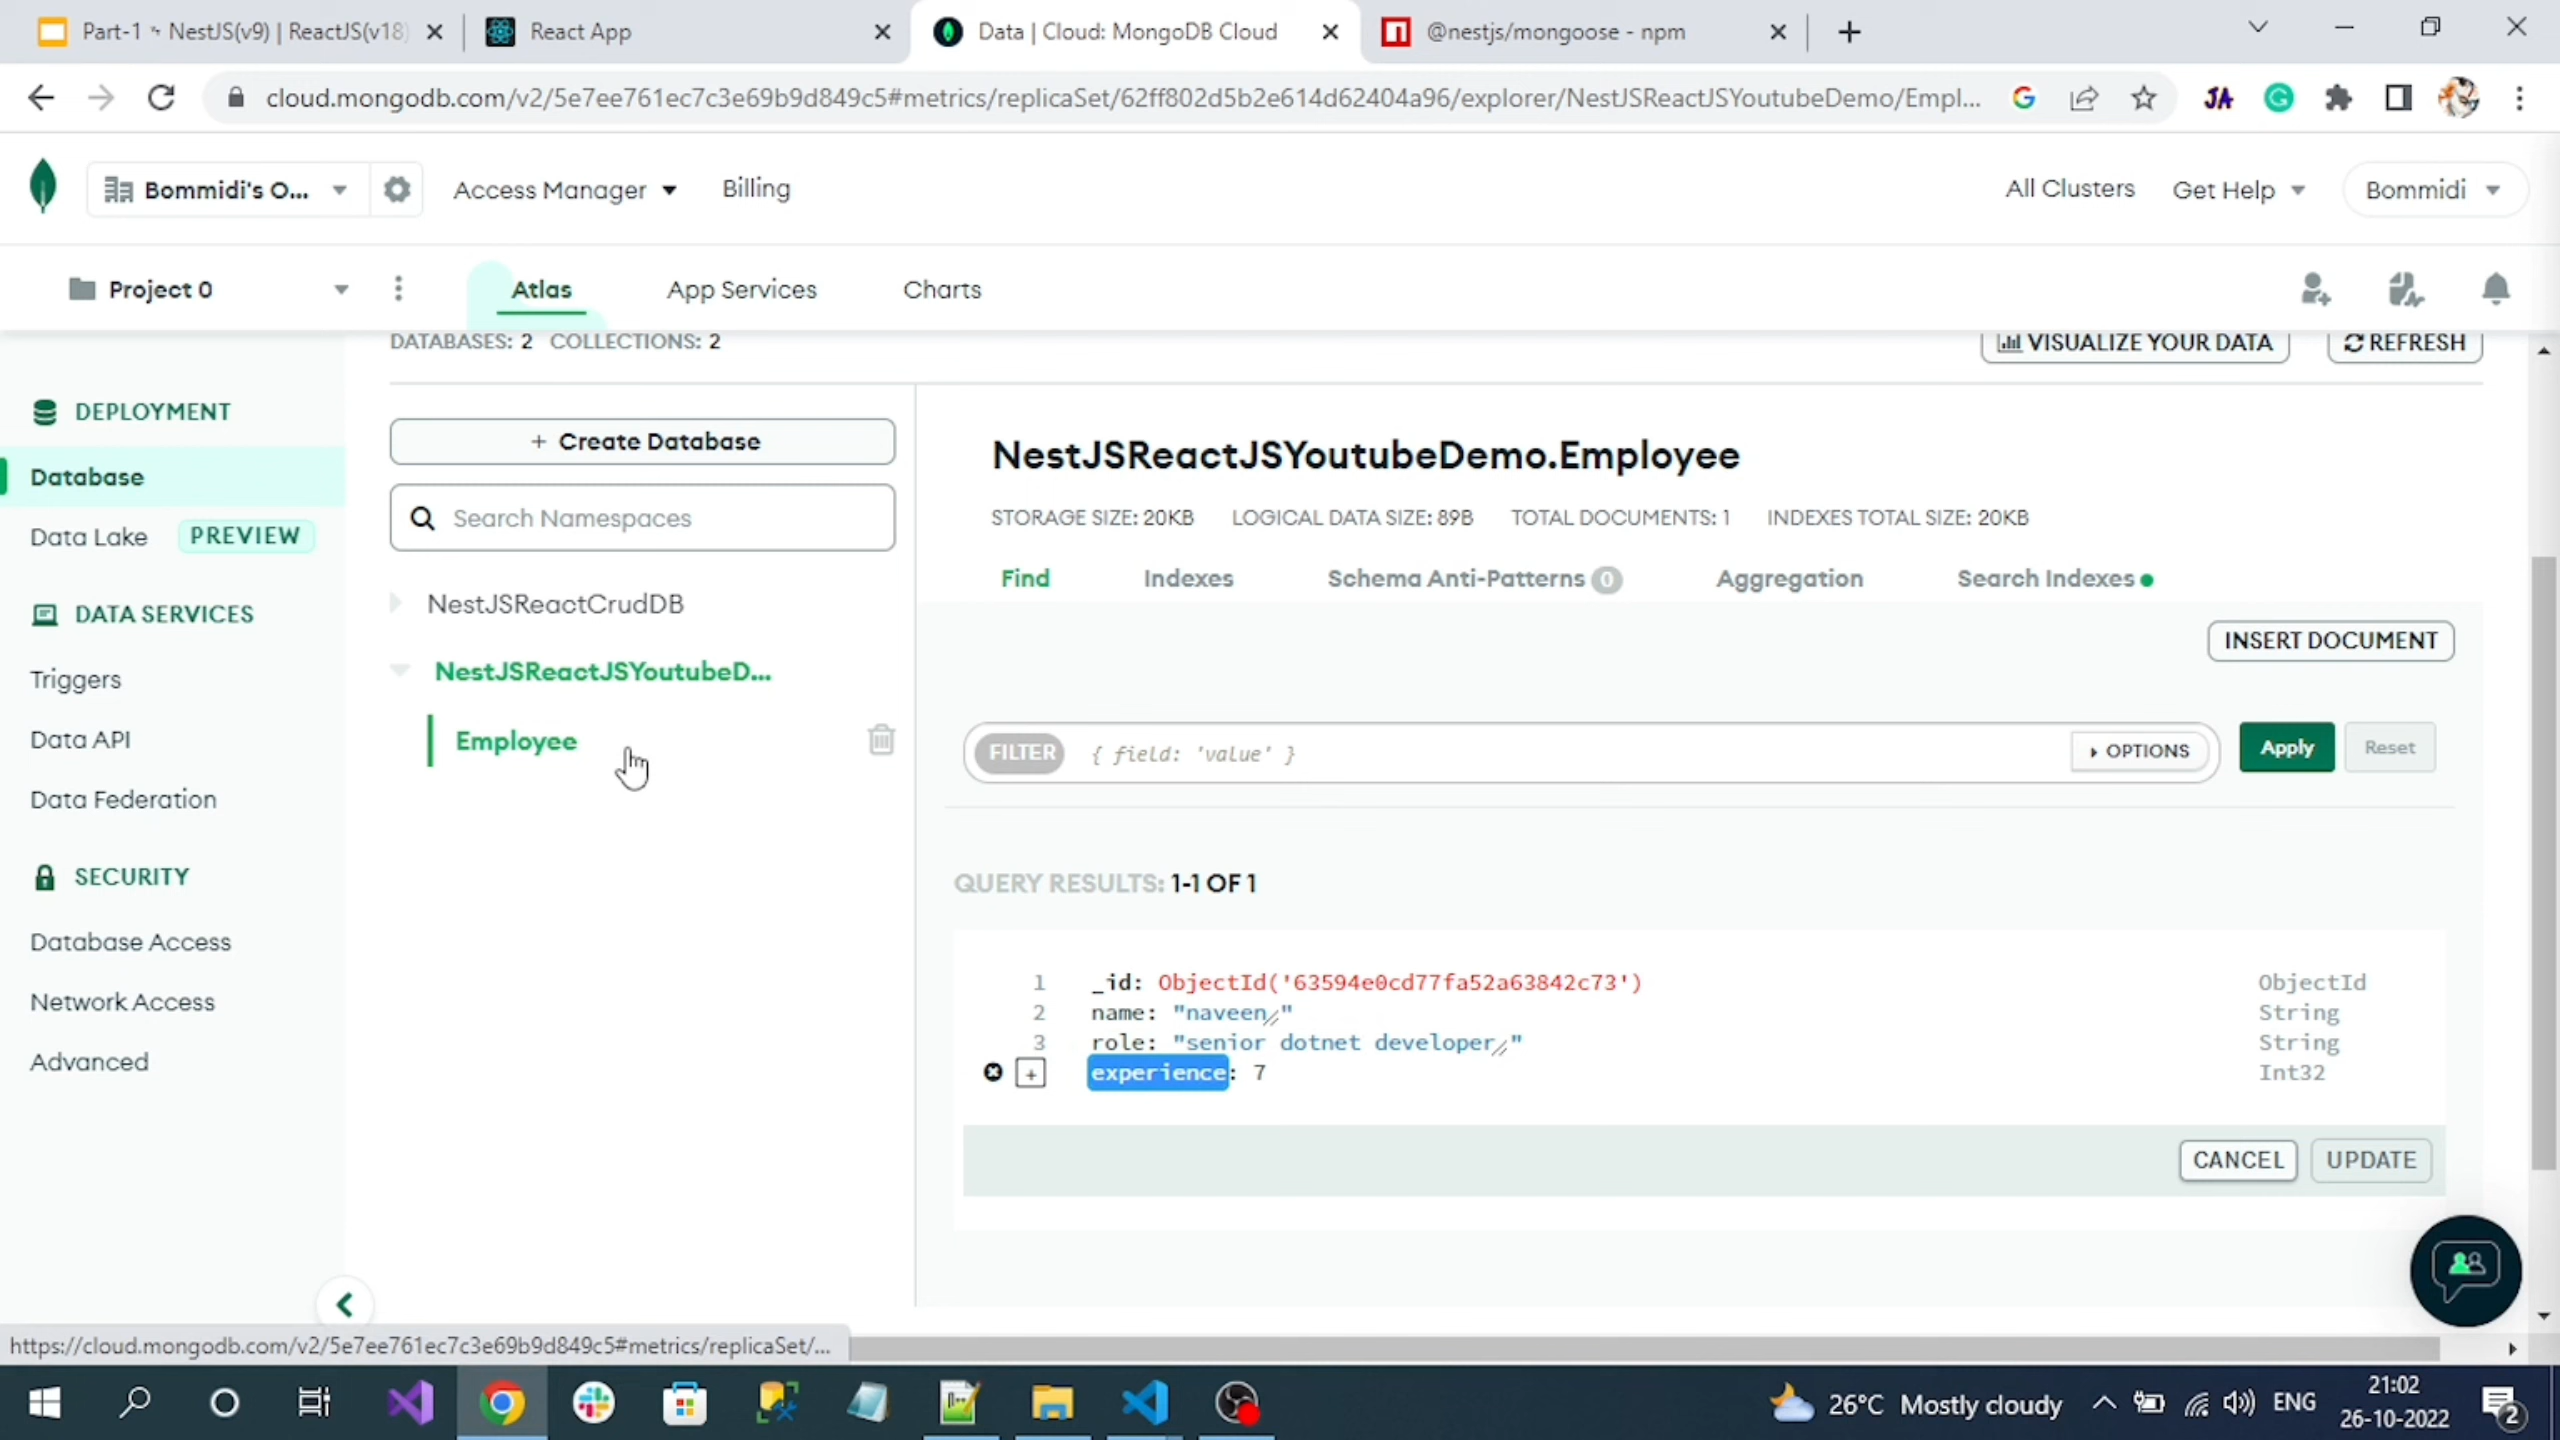 Part-1 NestJS(v9) | ReactJS(v18)
React App
Data | Cloud: MongoDB Cloud
@nestjs/mongoose - npm
cloud.mongodb.com/v2/5e7ee761ec7c3e69b9d849c5#metrics/replicaSet/62ff802d5b2e614d62404a96/explorer/NestJSReactJSYoutubeDemo/Empl...
Bommidi's O...
Access Manager
Billing
All Clusters
Get Help
Bommidi
Project 0
Atlas
App Services
Charts
DATABASES: 2 COLLECTIONS: 2
VISUALIZE YOUR DATA
REFRESH
DEPLOYMENT
Database
Data Lake PREVIEW
DATA SERVICES
Triggers
Data API
Data Federation
SECURITY
Database Access
Network Access
Advanced
+ Create Database
Search Namespaces
NestJSReactCrudDB
NestJSReactJSYoutubeD...
Employee
NestJSReactJSYoutubeDemo.Employee
STORAGE SIZE: 20KB LOGICAL DATA SIZE: 89B TOTAL DOCUMENTS: 1 INDEXES TOTAL SIZE: 20KB
Find Indexes Schema Anti-Patterns 0 Aggregation Search Indexes
INSERT DOCUMENT
FILTER { field: 'value' } OPTIONS Apply Reset
QUERY RESULTS: 1-1 OF 1
1 _id: ObjectId('63594e0cd77fa52a63842c73') ObjectId
2 name: "naveen" String
3 role: "senior dotnet developer" String
+ experience: 7 Int32
CANCEL UPDATE
https://cloud.mongodb.com/v2/5e7ee761ec7c3e69b9d849c5#metrics/replicaSet/...
26°C Mostly cloudy
ENG
21:02
26-10-2022
2